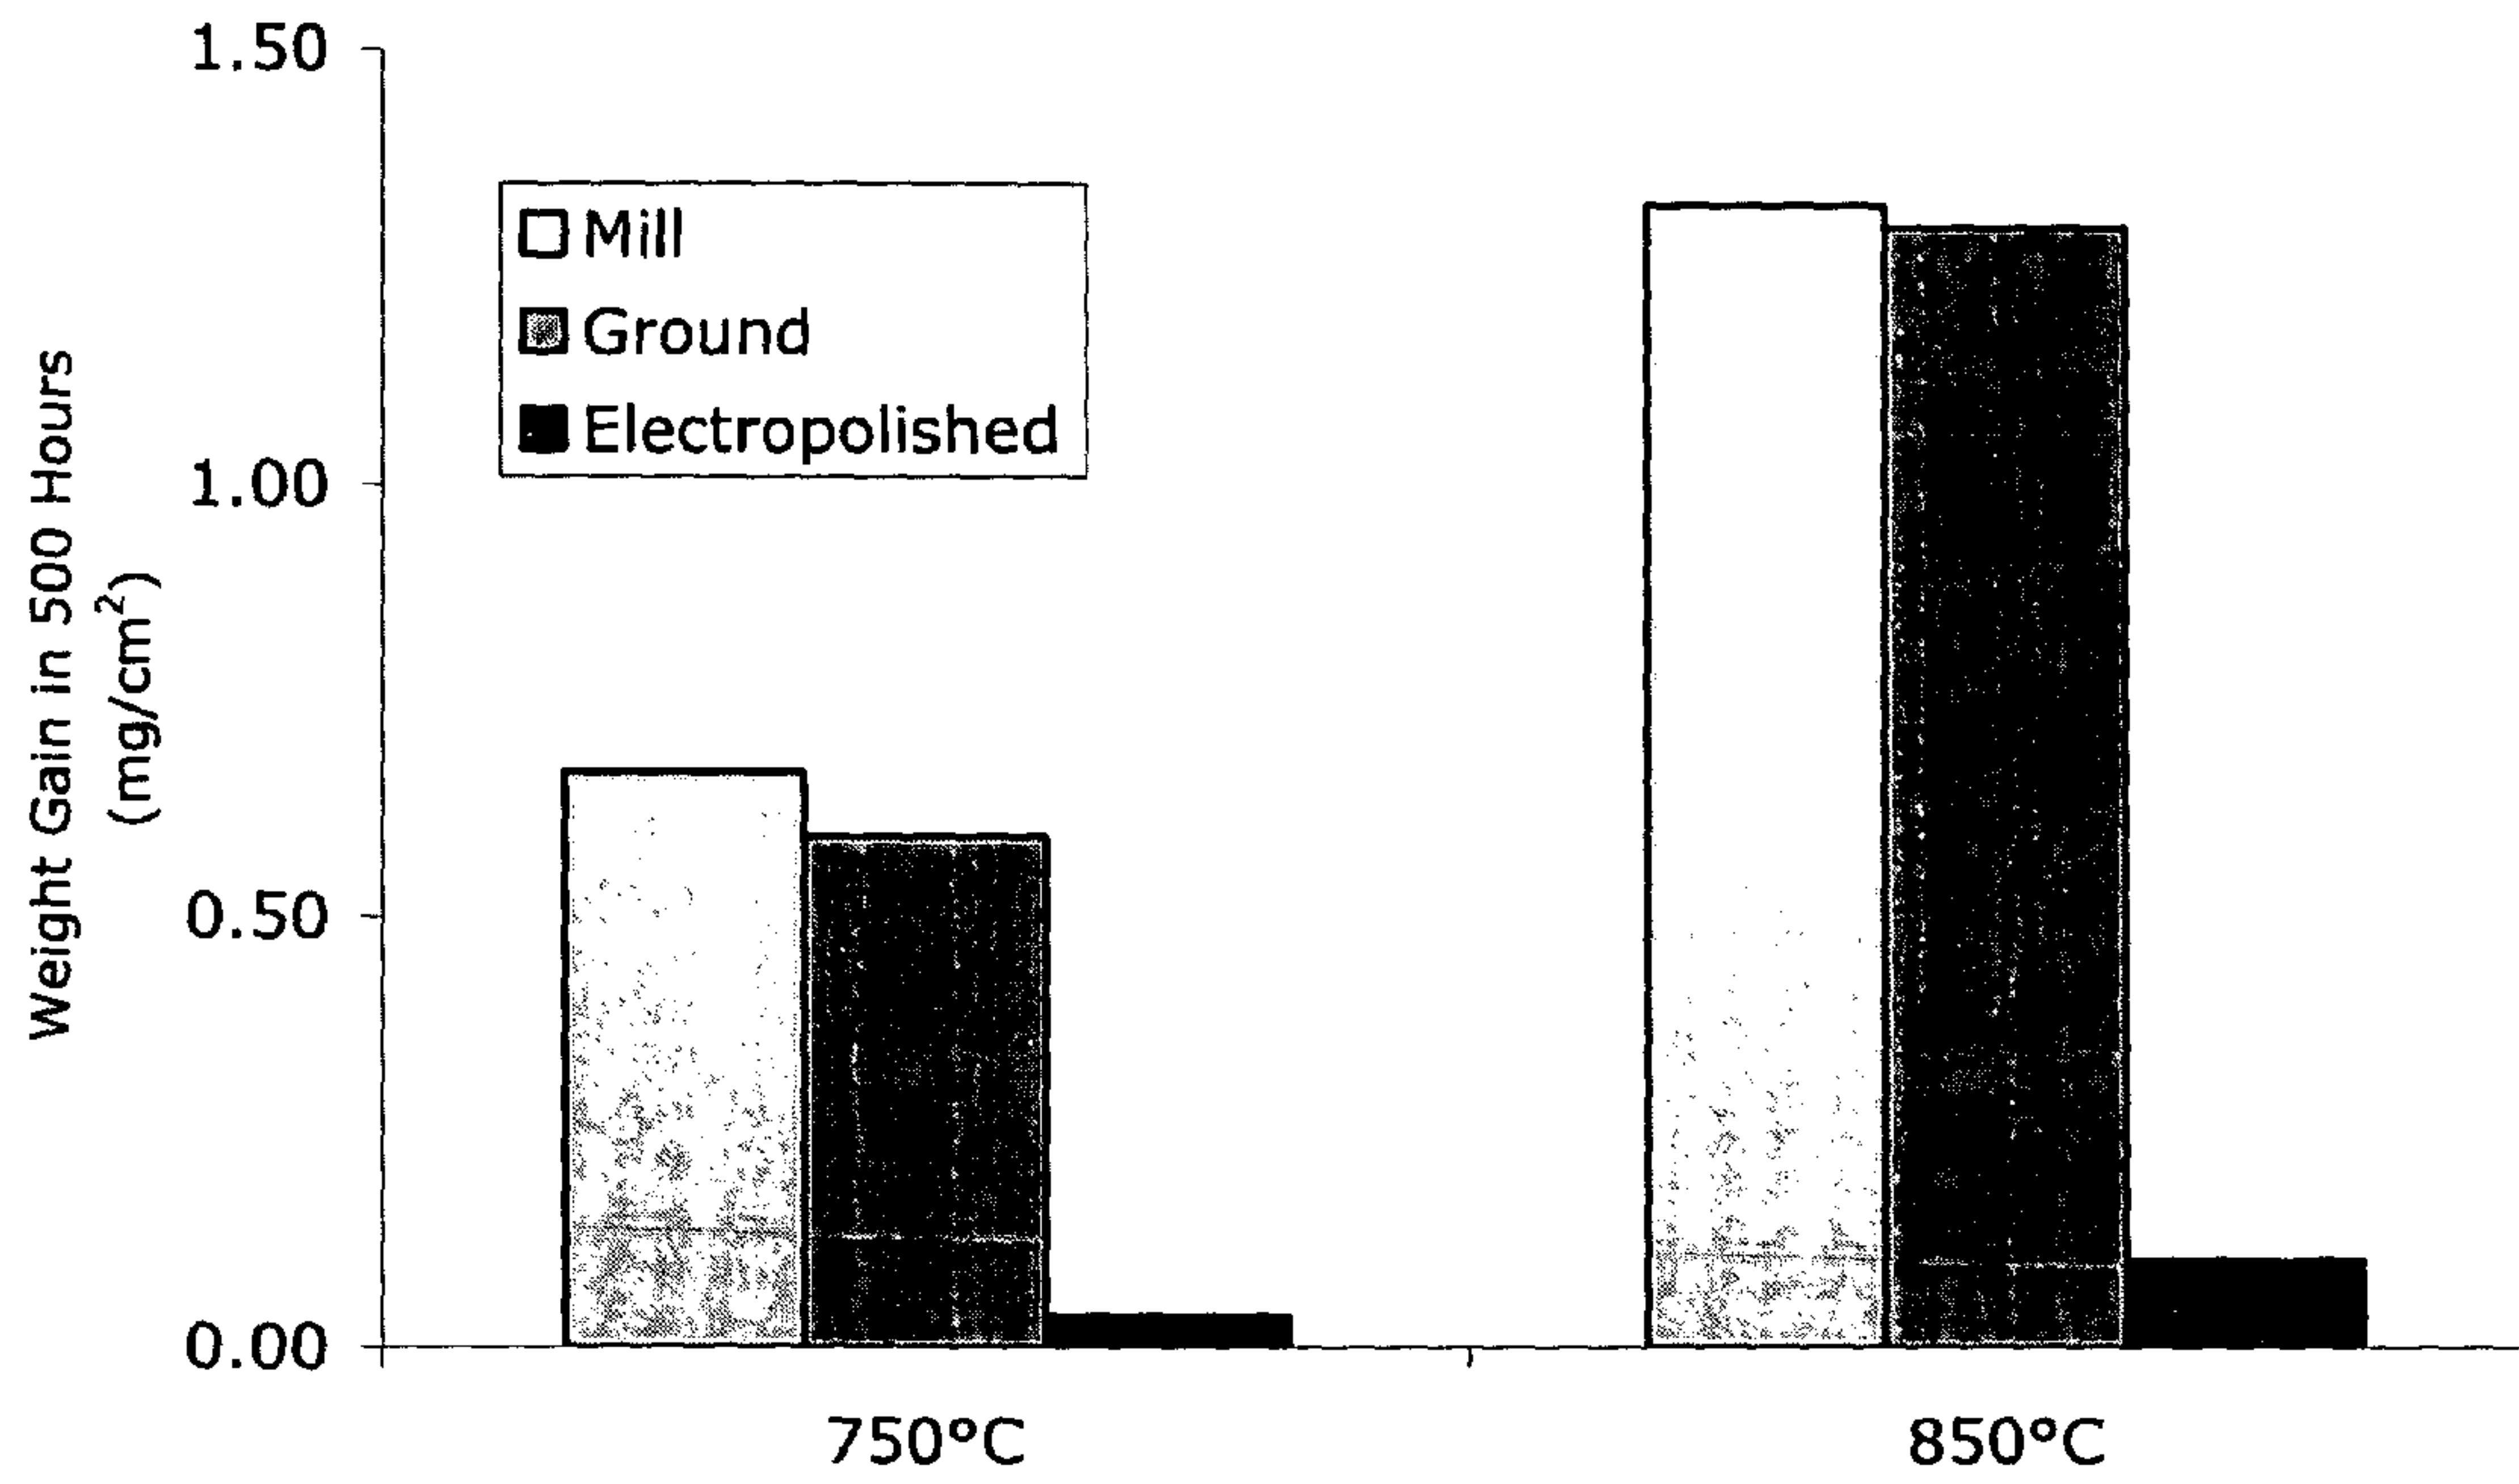 Weight Gain in 500 Hours
(mg/cm²)
1.50
1.00
0.50
0.00
Mill
Ground
Electropolished
750°C
850°C